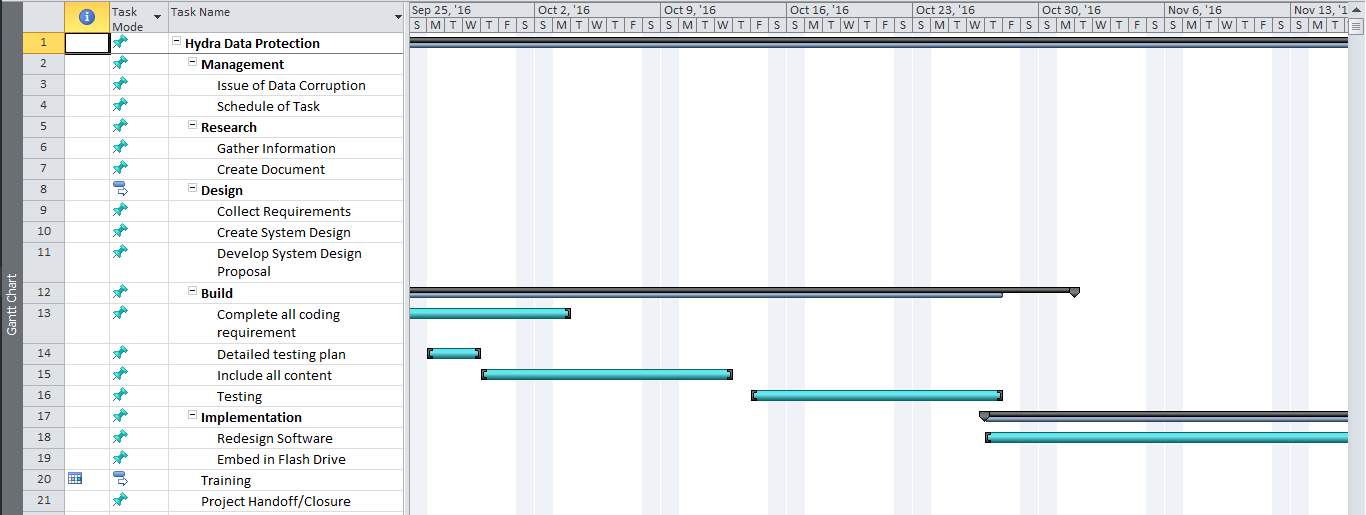 Task Mode
Task Name
Sep 25, '16
Oct 2, '16
Oct 9, '16
Oct 16, '16
Oct 23, '16
Oct 30, '16
Nov 6, '16
Nov 13, '1
S M T W T F S S M T W T F S S M T W T F S S M T W T F S S M T W T F S S M T W T F S S M T W T F S S M T
1 Hydra Data Protection
2 Management
3 Issue of Data Corruption
4 Schedule of Task
5 Research
6 Gather Information
7 Create Document
8 Design
9 Collect Requirements
10 Create System Design
11 Develop System Design
Proposal
12 Build
13 Complete all coding
requirement
14 Detailed testing plan
15 Include all content
16 Testing
17 Implementation
18 Redesign Software
19 Embed in Flash Drive
20 Training
21 Project Handoff/Closure
Gantt Chart